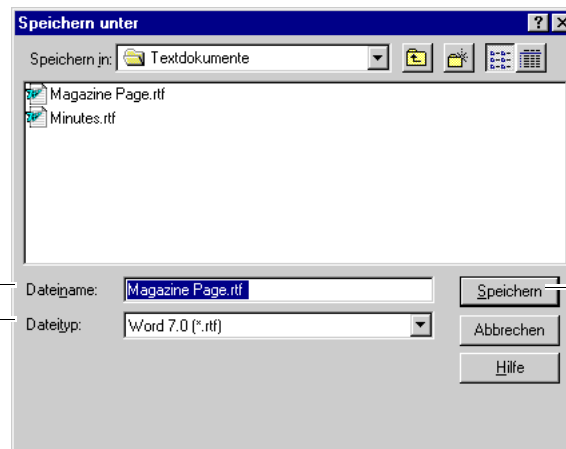 Speichern unter
Speichern in: Textdokumente
Magazine Page.rtf
Minutes.rtf
Dateiname: Magazine Page.rtf Speichern
Dateityp: Word 7.0 (*.rtf) Abbrechen
Hilfe